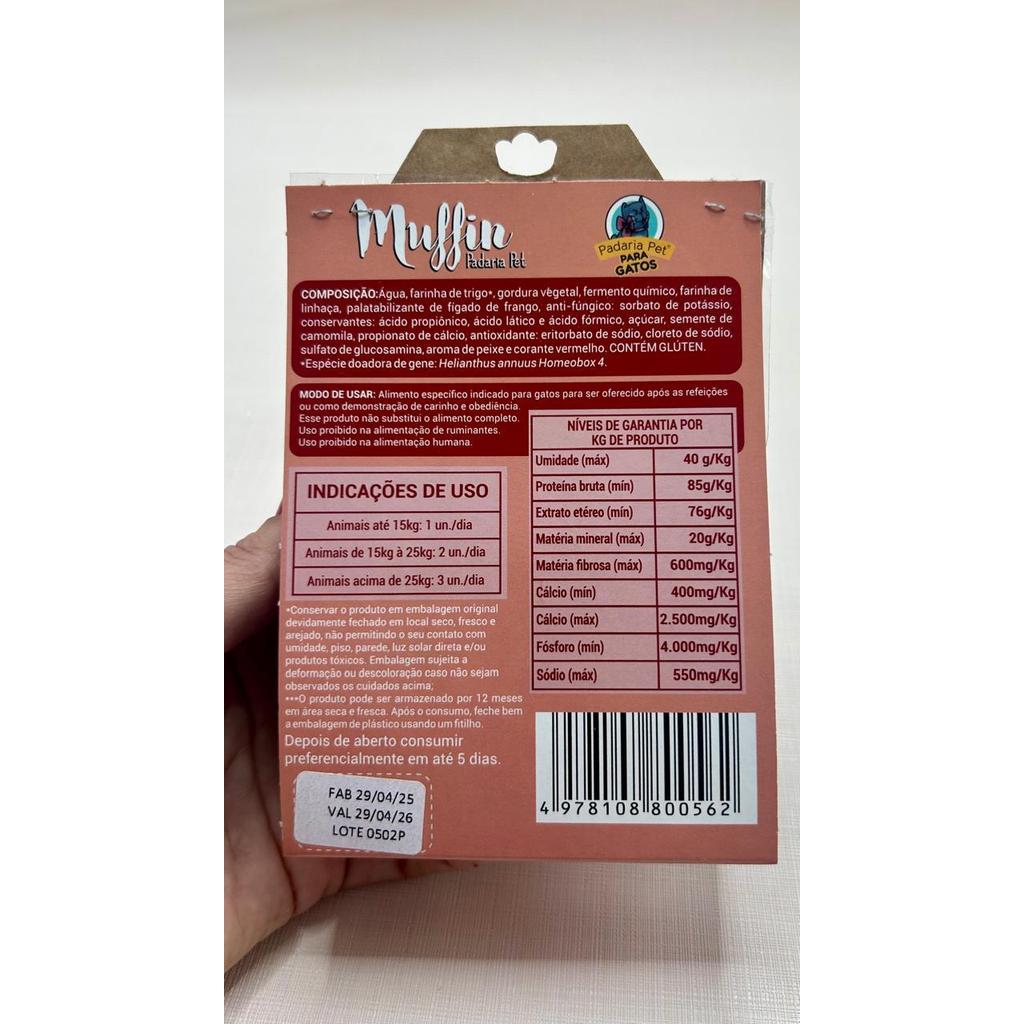 Muffin
Padaria Pet
Padaria Pet®
PARA
GATOS
COMPOSIÇÃO:Água, farinha de trigo*, gordura vegetal, fermento químico, farinha de
linhaça, palatabilizante de fígado de frango, anti-fúngico: sorbato de potássio,
conservantes: ácido propiônico, ácido lático e ácido fórmico, açúcar, semente de
camomila, propionato de cálcio, antioxidante: eritorbato de sódio, cloreto de sódio,
sulfato de glucosamina, aroma de peixe e corante vermelho. CONTÉM GLÚTEN.
*Espécie doadora de gene: Helianthus annuus Homeobox 4.
MODO DE USAR: Alimento específico indicado para gatos para ser oferecido após as refeições
ou como demonstração de carinho e obediência.
Esse produto não substitui o alimento completo.
Uso proibido na alimentação de ruminantes.
Uso proibido na alimentação humana.
NÍVEIS DE GARANTIA POR
KG DE PRODUTO
Umidade (máx) 40 g/Kg
Proteína bruta (mín) 85g/Kg
Extrato etéreo (mín) 76g/Kg
Matéria mineral (máx) 20g/Kg
Matéria fibrosa (máx) 600mg/Kg
Cálcio (mín) 400mg/Kg
Cálcio (máx) 2.500mg/Kg
Fósforo (mín) 4.000mg/Kg
Sódio (máx) 550mg/Kg
INDICAÇÕES DE USO
Animais até 15kg: 1 un./dia
Animais de 15kg à 25kg: 2 un./dia
Animais acima de 25kg: 3 un./dia
*Conservar o produto em embalagem original
devidamente fechado em local seco, fresco e
arejado, não permitindo o seu contato com
umidade, piso, parede, luz solar direta e/ou
produtos tóxicos. Embalagem sujeita a
deformação ou descoloração caso não sejam
observados os cuidados acima;
***O produto pode ser armazenado por 12 meses
em área seca e fresca. Após o consumo, feche bem
a embalagem de plástico usando um fitilho.
Depois de aberto consumir
preferencialmente em até 5 dias.
FAB 29/04/25
VAL 29/04/26
LOTE 0502P
4 978108 800562